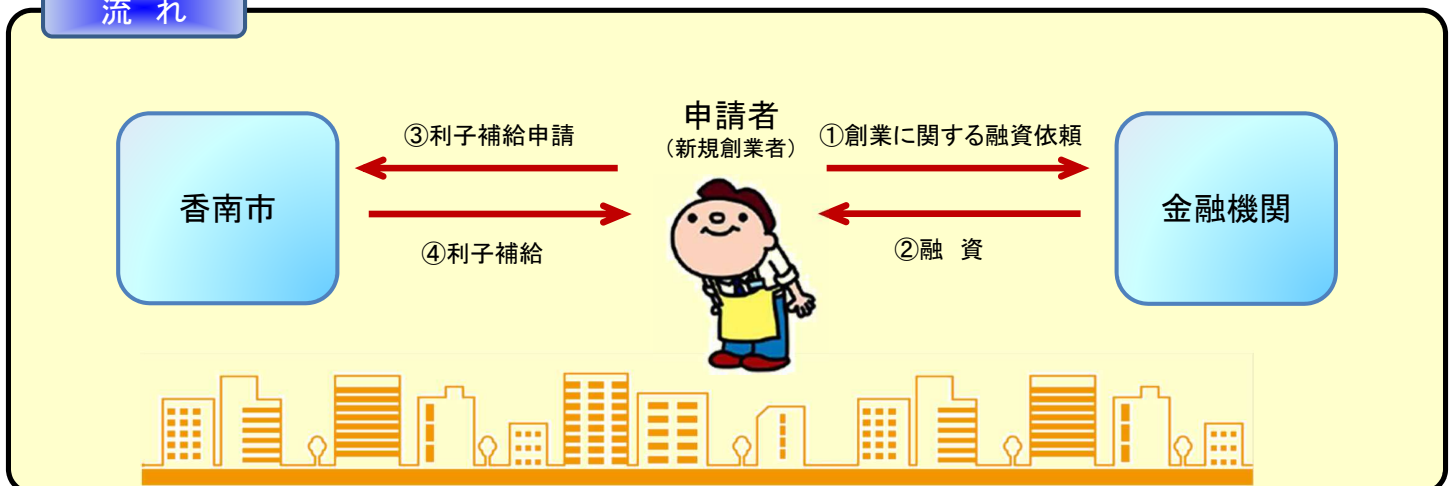 流 れ
申請者
(新規創業者)
③利子補給申請
①創業に関する融資依頼
香南市
金融機関
④利子補給
②融 資